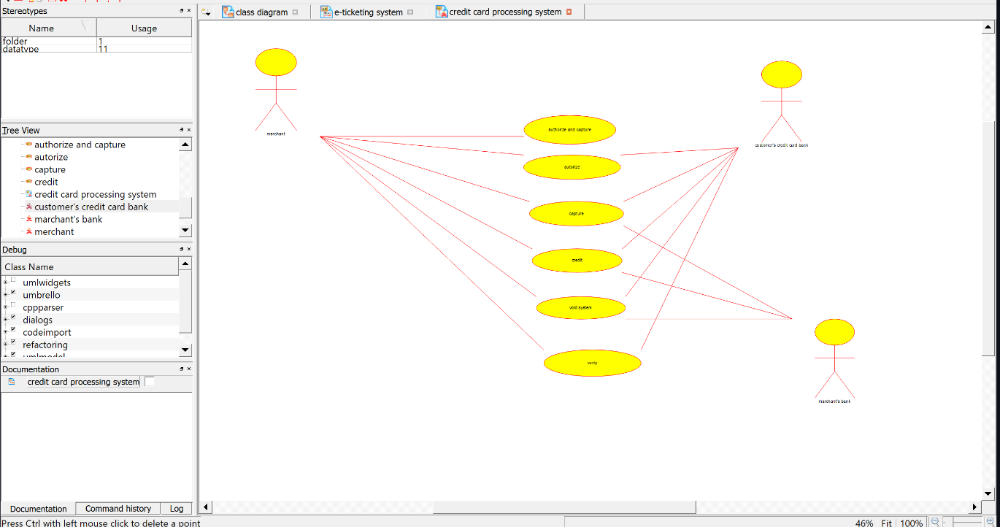 Stereotypes
Name Usage
folder 1
datatype 11
Tree View
authorize and capture
autorize
capture
credit
credit card processing system
customer's credit card bank
marchant's bank
merchant
Debug
Class Name
umlwidgets
umbrello
cppparser
dialogs
codeimport
refactoring
umlmodel
Documentation
credit card processing system
Documentation Command history Log
Press Ctrl with left mouse click to delete a point
class diagram e-ticketing system credit card processing system
merchant
customer's credit card bank
authorize and capture
autorize
capture
credit
void system
verify
marchant's bank
46% Fit 100%